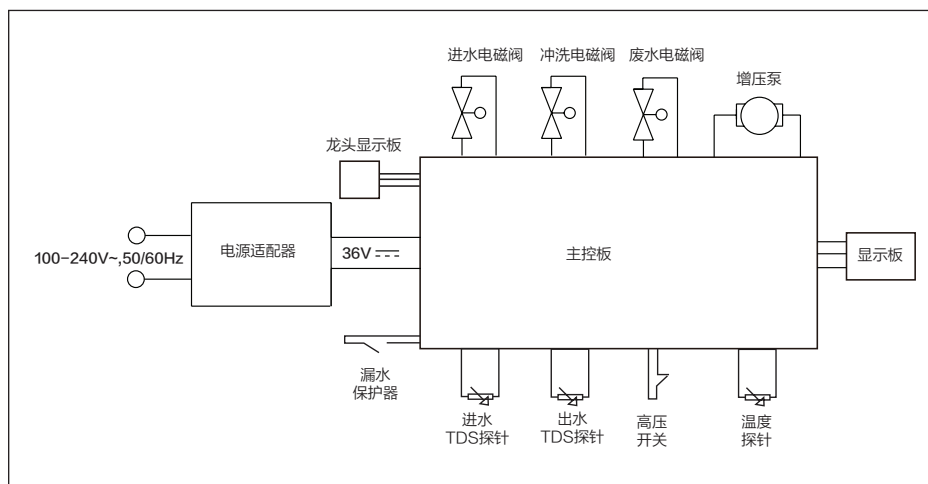 进水电磁阀
冲洗电磁阀
废水电磁阀
增压泵
龙头显示板
100-240V~,50/60Hz
电源适配器
36V
主控板
显示板
漏水
保护器
进水
TDS探针
出水
TDS探针
高压
开关
温度
探针